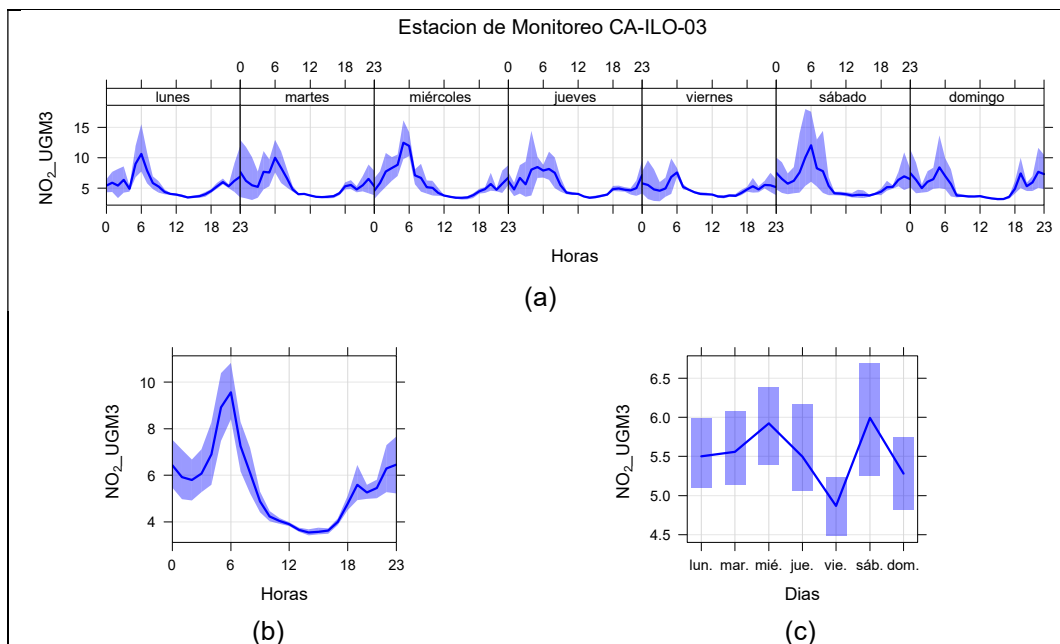 Estacion de Monitoreo CA-ILO-03
0 6 12 18 23 0 6 12 18 23 0 6 12 18 23
lunes martes miércoles jueves viernes sábado domingo
NO2_UGM3
15
10
5
0 6 12 18 23 0 6 12 18 23 0 6 12 18 23 0 6 12 18 23
Horas
(a)
NO2_UGM3
10
8
6
4
0 6 12 18 23
Horas
(b)
NO2_UGM3
6.5
6.0
5.5
5.0
4.5
lun. mar. mié. jue. vie. sáb. dom.
Dias
(c)